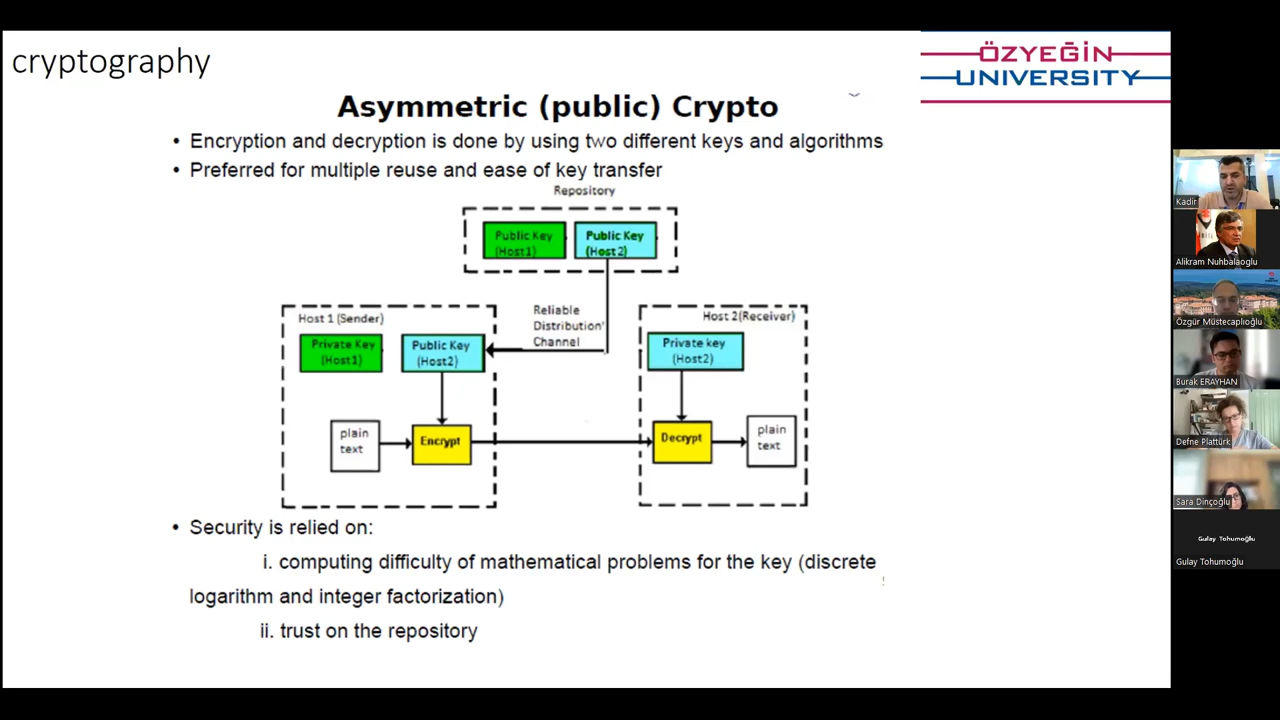 cryptography
ÖZYEĞİN
UNIVERSITY
Asymmetric (public) Crypto
• Encryption and decryption is done by using two different keys and algorithms
• Preferred for multiple reuse and ease of key transfer
Repository
Public Key
(Host1)
Public Key
(Host2)
Reliable
Distribution'
Channel
Host 1 (Sender)
Private Key
(Host1)
Public Key
(Host2)
plain
text
Encrypt
Host 2(Receiver)
Private key
(Host2)
Decrypt
plain
text
• Security is relied on:
i. computing difficulty of mathematical problems for the key (discrete
logarithm and integer factorization)
ii. trust on the repository
Kadir
Alikram Nuhbalaoglu
Özgür Müstecaplıoğlu
Burak ERAYHAN
Defne Plattürk
Sara Dinçoğlu
Gulay Tohumoğlu
Gulay Tohumoğlu